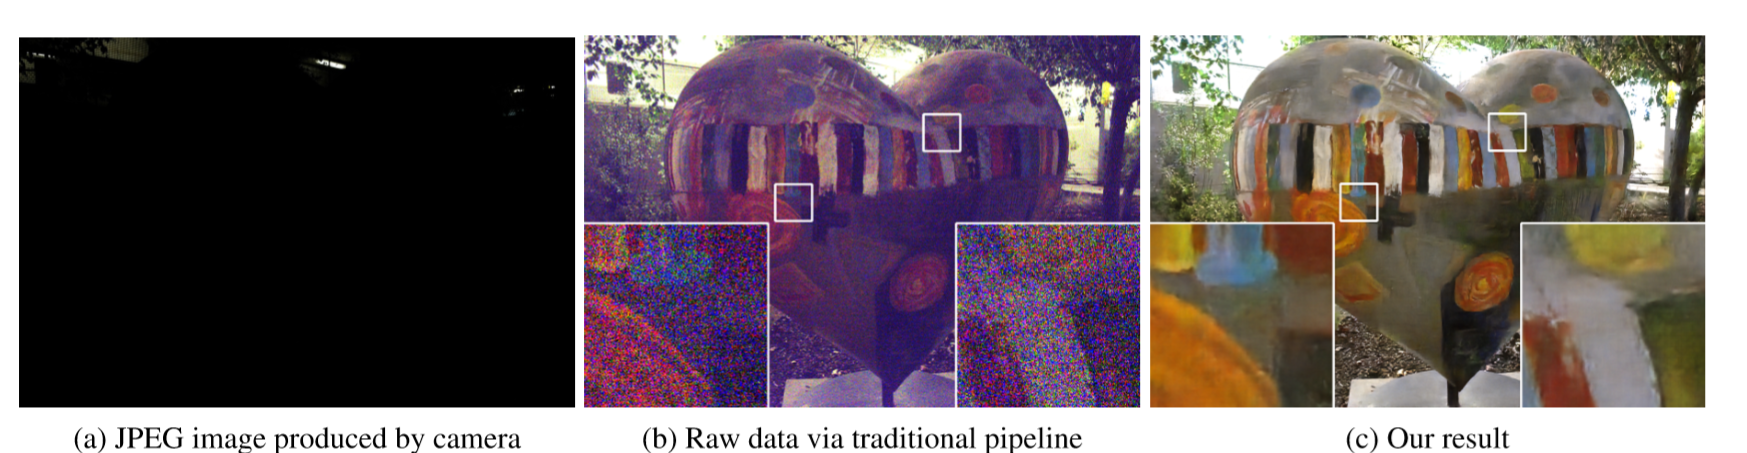 (a) JPEG image produced by camera
(b) Raw data via traditional pipeline
(c) Our result